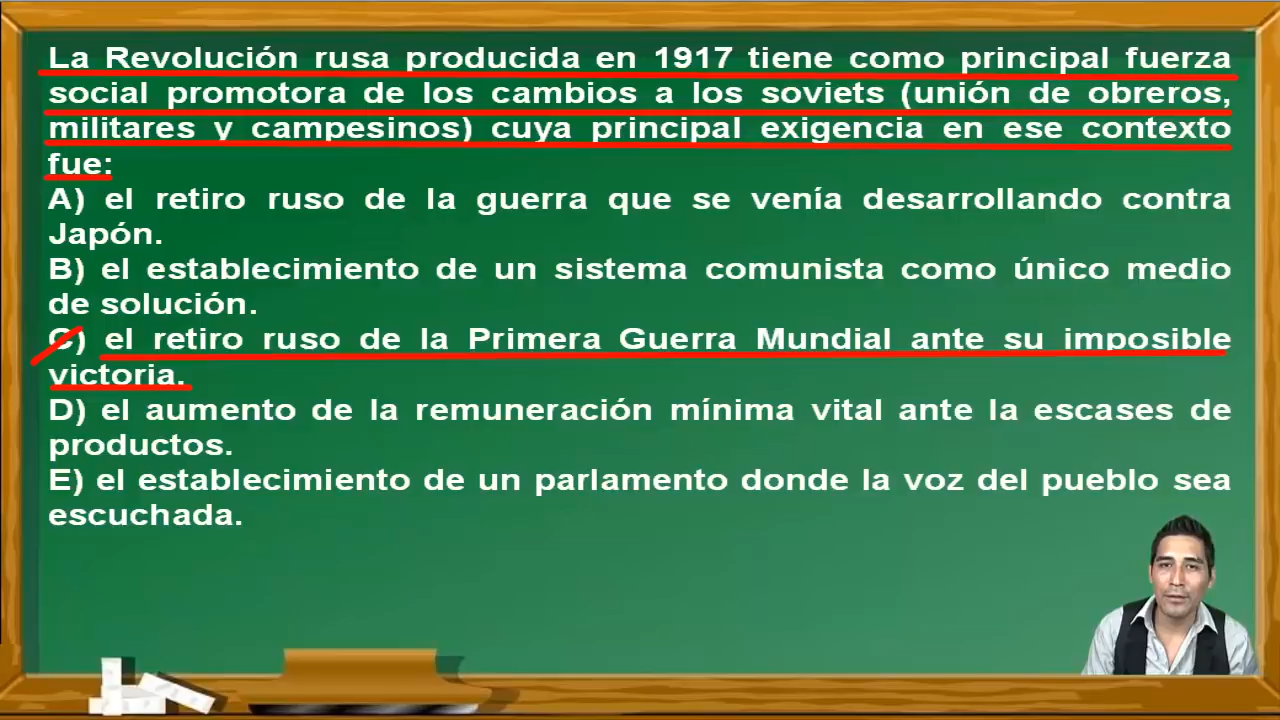 La Revolución rusa producida en 1917 tiene como principal fuerza
social promotora de los cambios a los soviets (unión de obreros,
militares y campesinos) cuya principal exigencia en ese contexto
fue:
A) el retiro ruso de la guerra que se venía desarrollando contra
Japón.
B) el establecimiento de un sistema comunista como único medio
de solución.
C) el retiro ruso de la Primera Guerra Mundial ante su imposible
victoria.
D) el aumento de la remuneración mínima vital ante la escases de
productos.
E) el establecimiento de un parlamento donde la voz del pueblo sea
escuchada.